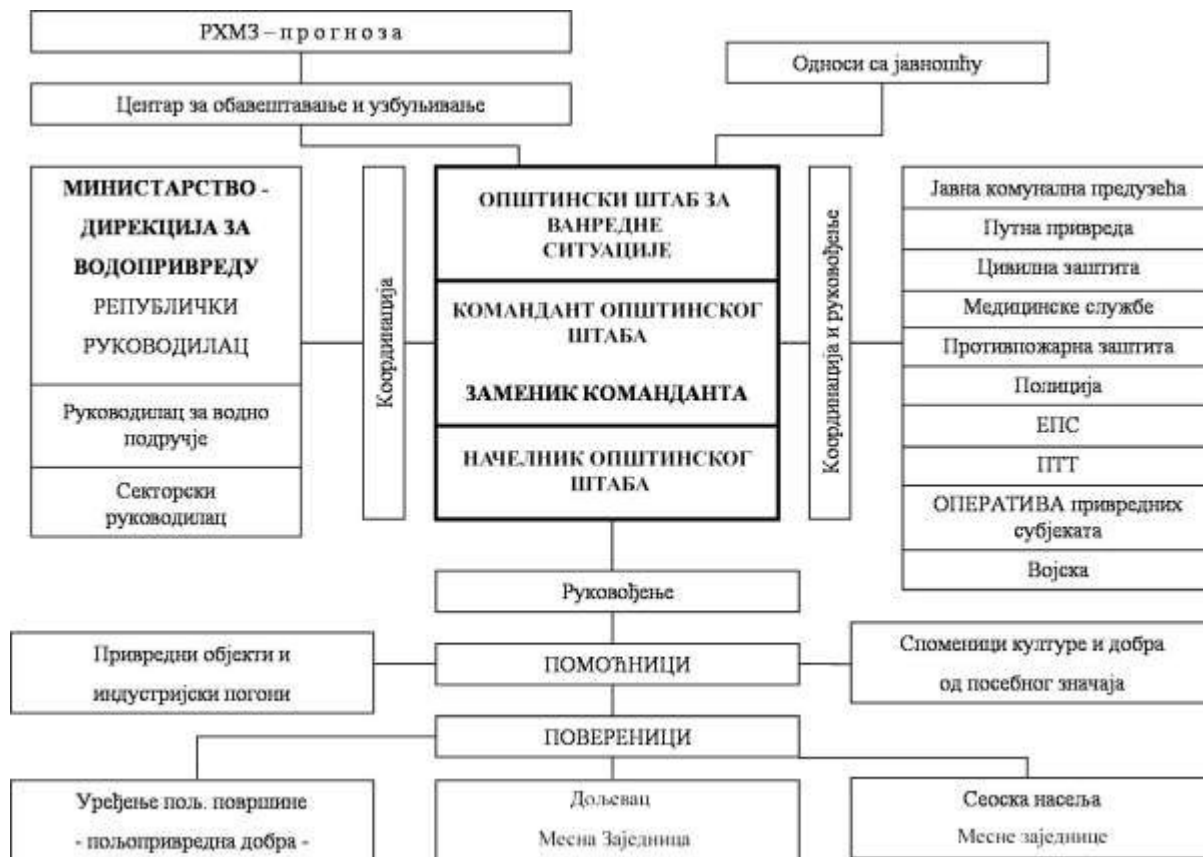 РХМЗ – п р о г н о з а
Односи са јавношћу
Центар за обавештавање и узбуњивање
МИНИСТАРСТВО -
ДИРЕКЦИЈА ЗА
ВОДОПРИВРЕДУ
РЕПУБЛИЧКИ
РУКОВОДИЛАЦ
Руководилац за водно
подручје
Секторски
руководилац
Координација
ОПШТИНСКИ ШТАБ ЗА
ВАНРЕДНЕ
СИТУАЦИЈЕ
КОМАНДАНТ ОПШТИНСКОГ
ШТАБА
ЗАМЕНИК КОМАНДАНТА
НАЧЕЛНИК ОПШТИНСКОГ
ШТАБА
Координација и руковођење
Јавна комунална предузећа
Путна привреда
Цивилна заштита
Медицинске службе
Противпожарна заштита
Полиција
ЕПС
ПТТ
ОПЕРАТИВА привредних
субјеката
Војска
Руковођење
Привредни објекти и
индустријски погони
ПОМОЋНИЦИ
Споменици културе и добра
од посебног значаја
ПОВЕРЕНИЦИ
Уређење пољ. површине
- пољопривредна добра -
Дољевац
Месна Заједница
Сеоска насеља
Месне заједнице